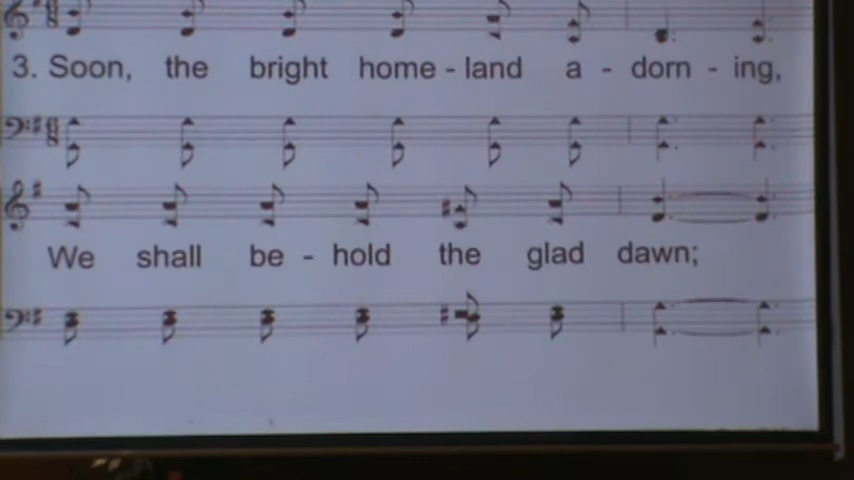 3. Soon, the bright home - land a - dorn - ing,
We shall be - hold the glad dawn;